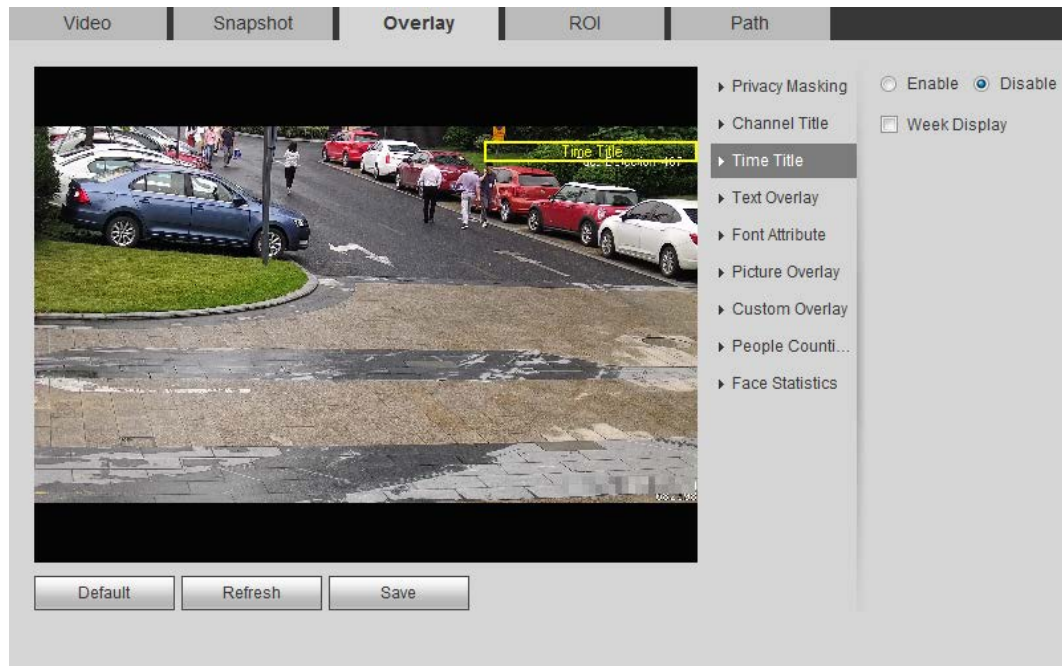 Video Snapshot Overlay ROI Path
Privacy Masking
Channel Title
Time Title
Text Overlay
Font Attribute
Picture Overlay
Custom Overlay
People Counti...
Face Statistics
Enable Disable
Week Display
Time Title
Default Refresh Save